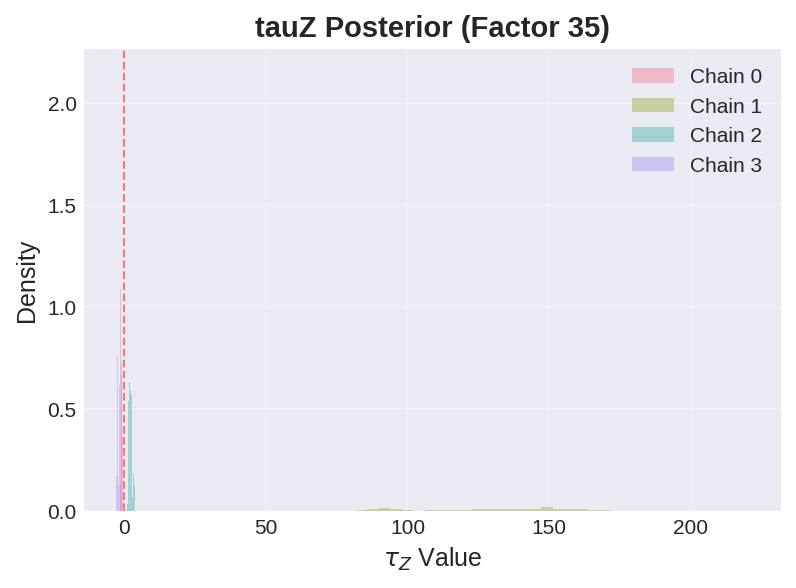 tauZ Posterior (Factor 35)
Chain 0
Chain 1
Chain 2
Chain 3
2.0
1.5
1.0
0.5
0.0
Density
0 50 100 150 200
τ_Z Value